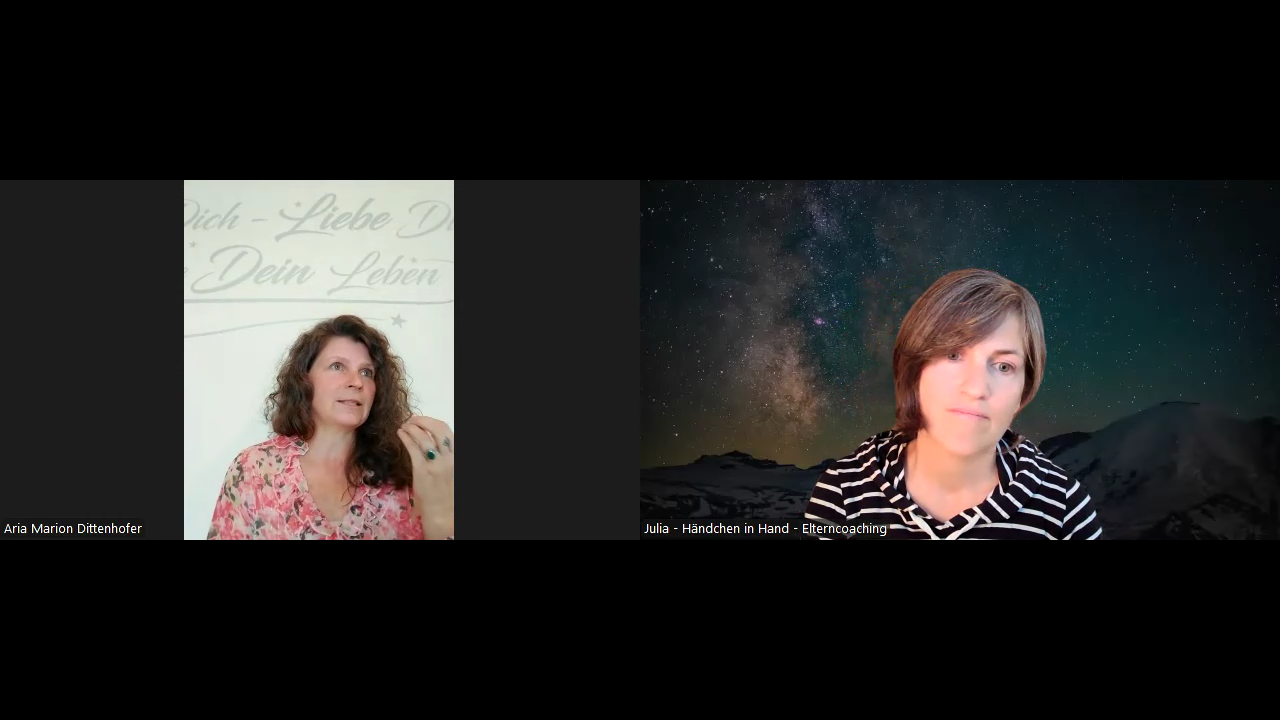 Dich - Liebe
Dein Leben
Aria Marion Dittenhofer
Julia - Händchen in Hand - Elterncoaching